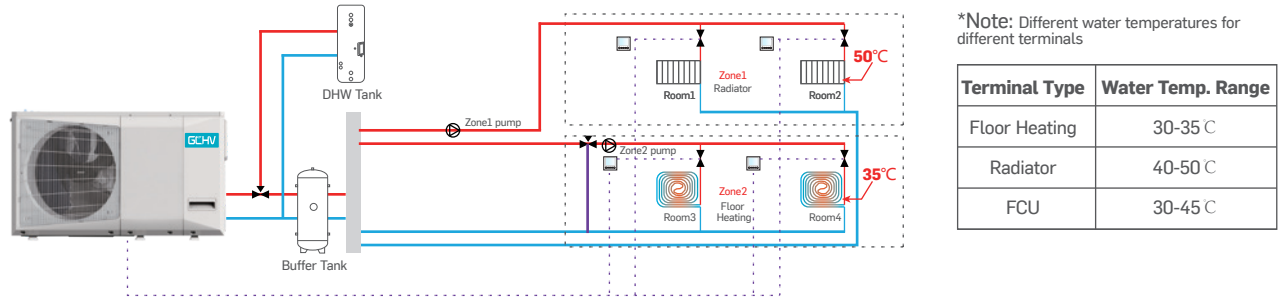 GCHV
DHW Tank
Buffer Tank
Zone1 pump
Zone2 pump
Room1
Zone1
Radiator
Room2
50℃
Room3
Zone2
Floor
Heating
Room4
35℃
*Note: Different water temperatures for
different terminals
Terminal Type Water Temp. Range
Floor Heating 30-35℃
Radiator 40-50℃
FCU 30-45℃